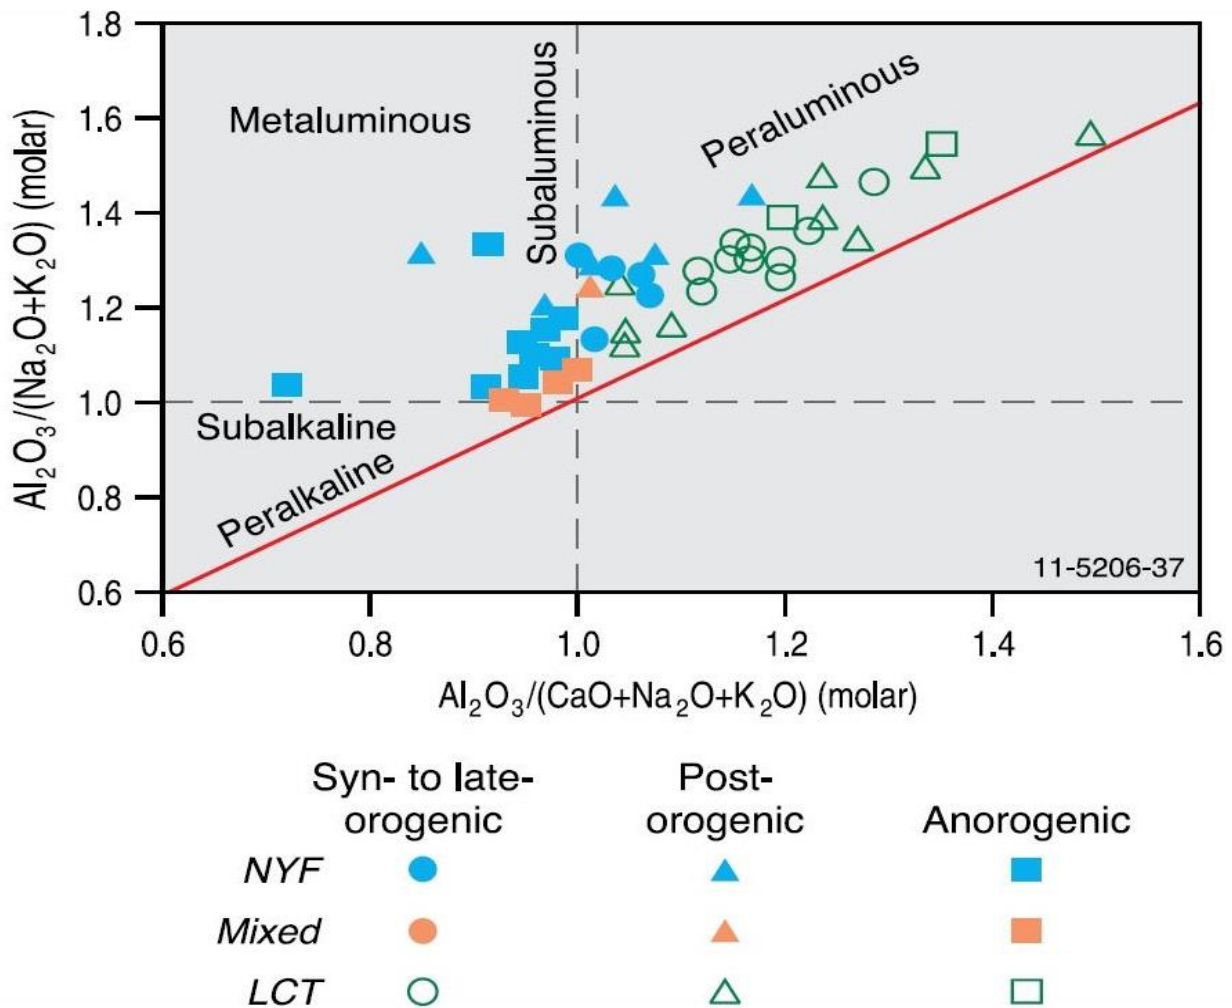 1.8
1.6
1.4
1.2
1.0
0.8
0.6
Al₂O₃/(Na₂O+K₂O) (molar)
Metaluminous
Subaluminous
Peraluminous
Subalkaline
Peralkaline
11-5206-37
0.6 0.8 1.0 1.2 1.4 1.6
Al₂O₃/(CaO+Na₂O+K₂O) (molar)
Syn- to late- Post-
orogenic orogenic Anorogenic
NYF
Mixed
LCT